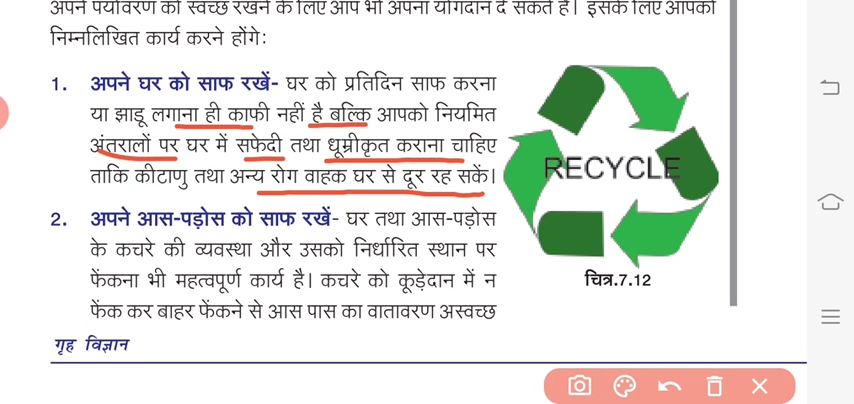 अपने पर्यावरण को स्वच्छ रखने के लिए आप भी अपना योगदान दे सकते हैं। इसके लिए आपको
निम्नलिखित कार्य करने होंगे:
1. अपने घर को साफ रखें- घर को प्रतिदिन साफ करना
या झाडू लगाना ही काफी नहीं है बल्कि आपको नियमित
अंतरालों पर घर में सफेदी तथा धूम्रीकृत कराना चाहिए
ताकि कीटाणु तथा अन्य रोग वाहक घर से दूर रह सकें।
2. अपने आस-पड़ोस को साफ रखें- घर तथा आस-पड़ोस
के कचरे की व्यवस्था और उसको निर्धारित स्थान पर
फेंकना भी महत्वपूर्ण कार्य है। कचरे को कूड़ेदान में न
फेंक कर बाहर फेंकने से आस पास का वातावरण अस्वच्छ
RECYCLE
चित्र.7.12
गृह विज्ञान